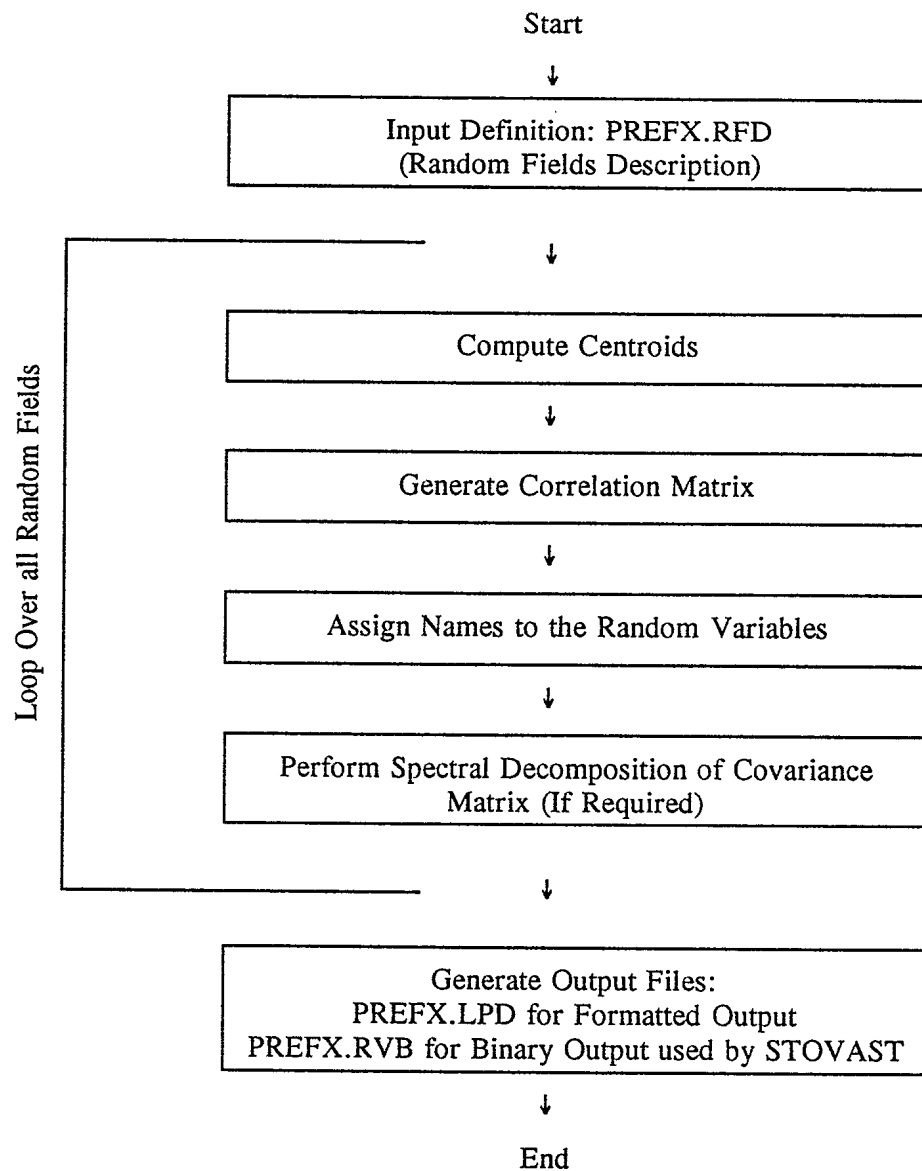 Start
Input Definition: PREFX.RFD
(Random Fields Description)
Loop Over all Random Fields
Compute Centroids
Generate Correlation Matrix
Assign Names to the Random Variables
Perform Spectral Decomposition of Covariance
Matrix (If Required)
Generate Output Files:
PREFX.LPD for Formatted Output
PREFX.RVB for Binary Output used by STOVAST
End